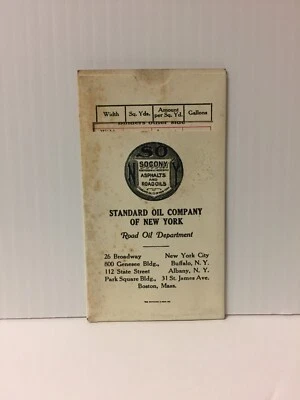 Width Sq. Yds. Amount per Sq. Yd. Gallons
SO
SOCONY
ASPHALTS
AND
ROAD OILS
STANDARD OIL COMPANY
OF NEW YORK
Road Oil Department
26 Broadway New York City
800 Genesee Bldg., Buffalo, N. Y.
112 State Street Albany, N. Y.
Park Square Bldg., 31 St. James Ave.
Boston, Mass.